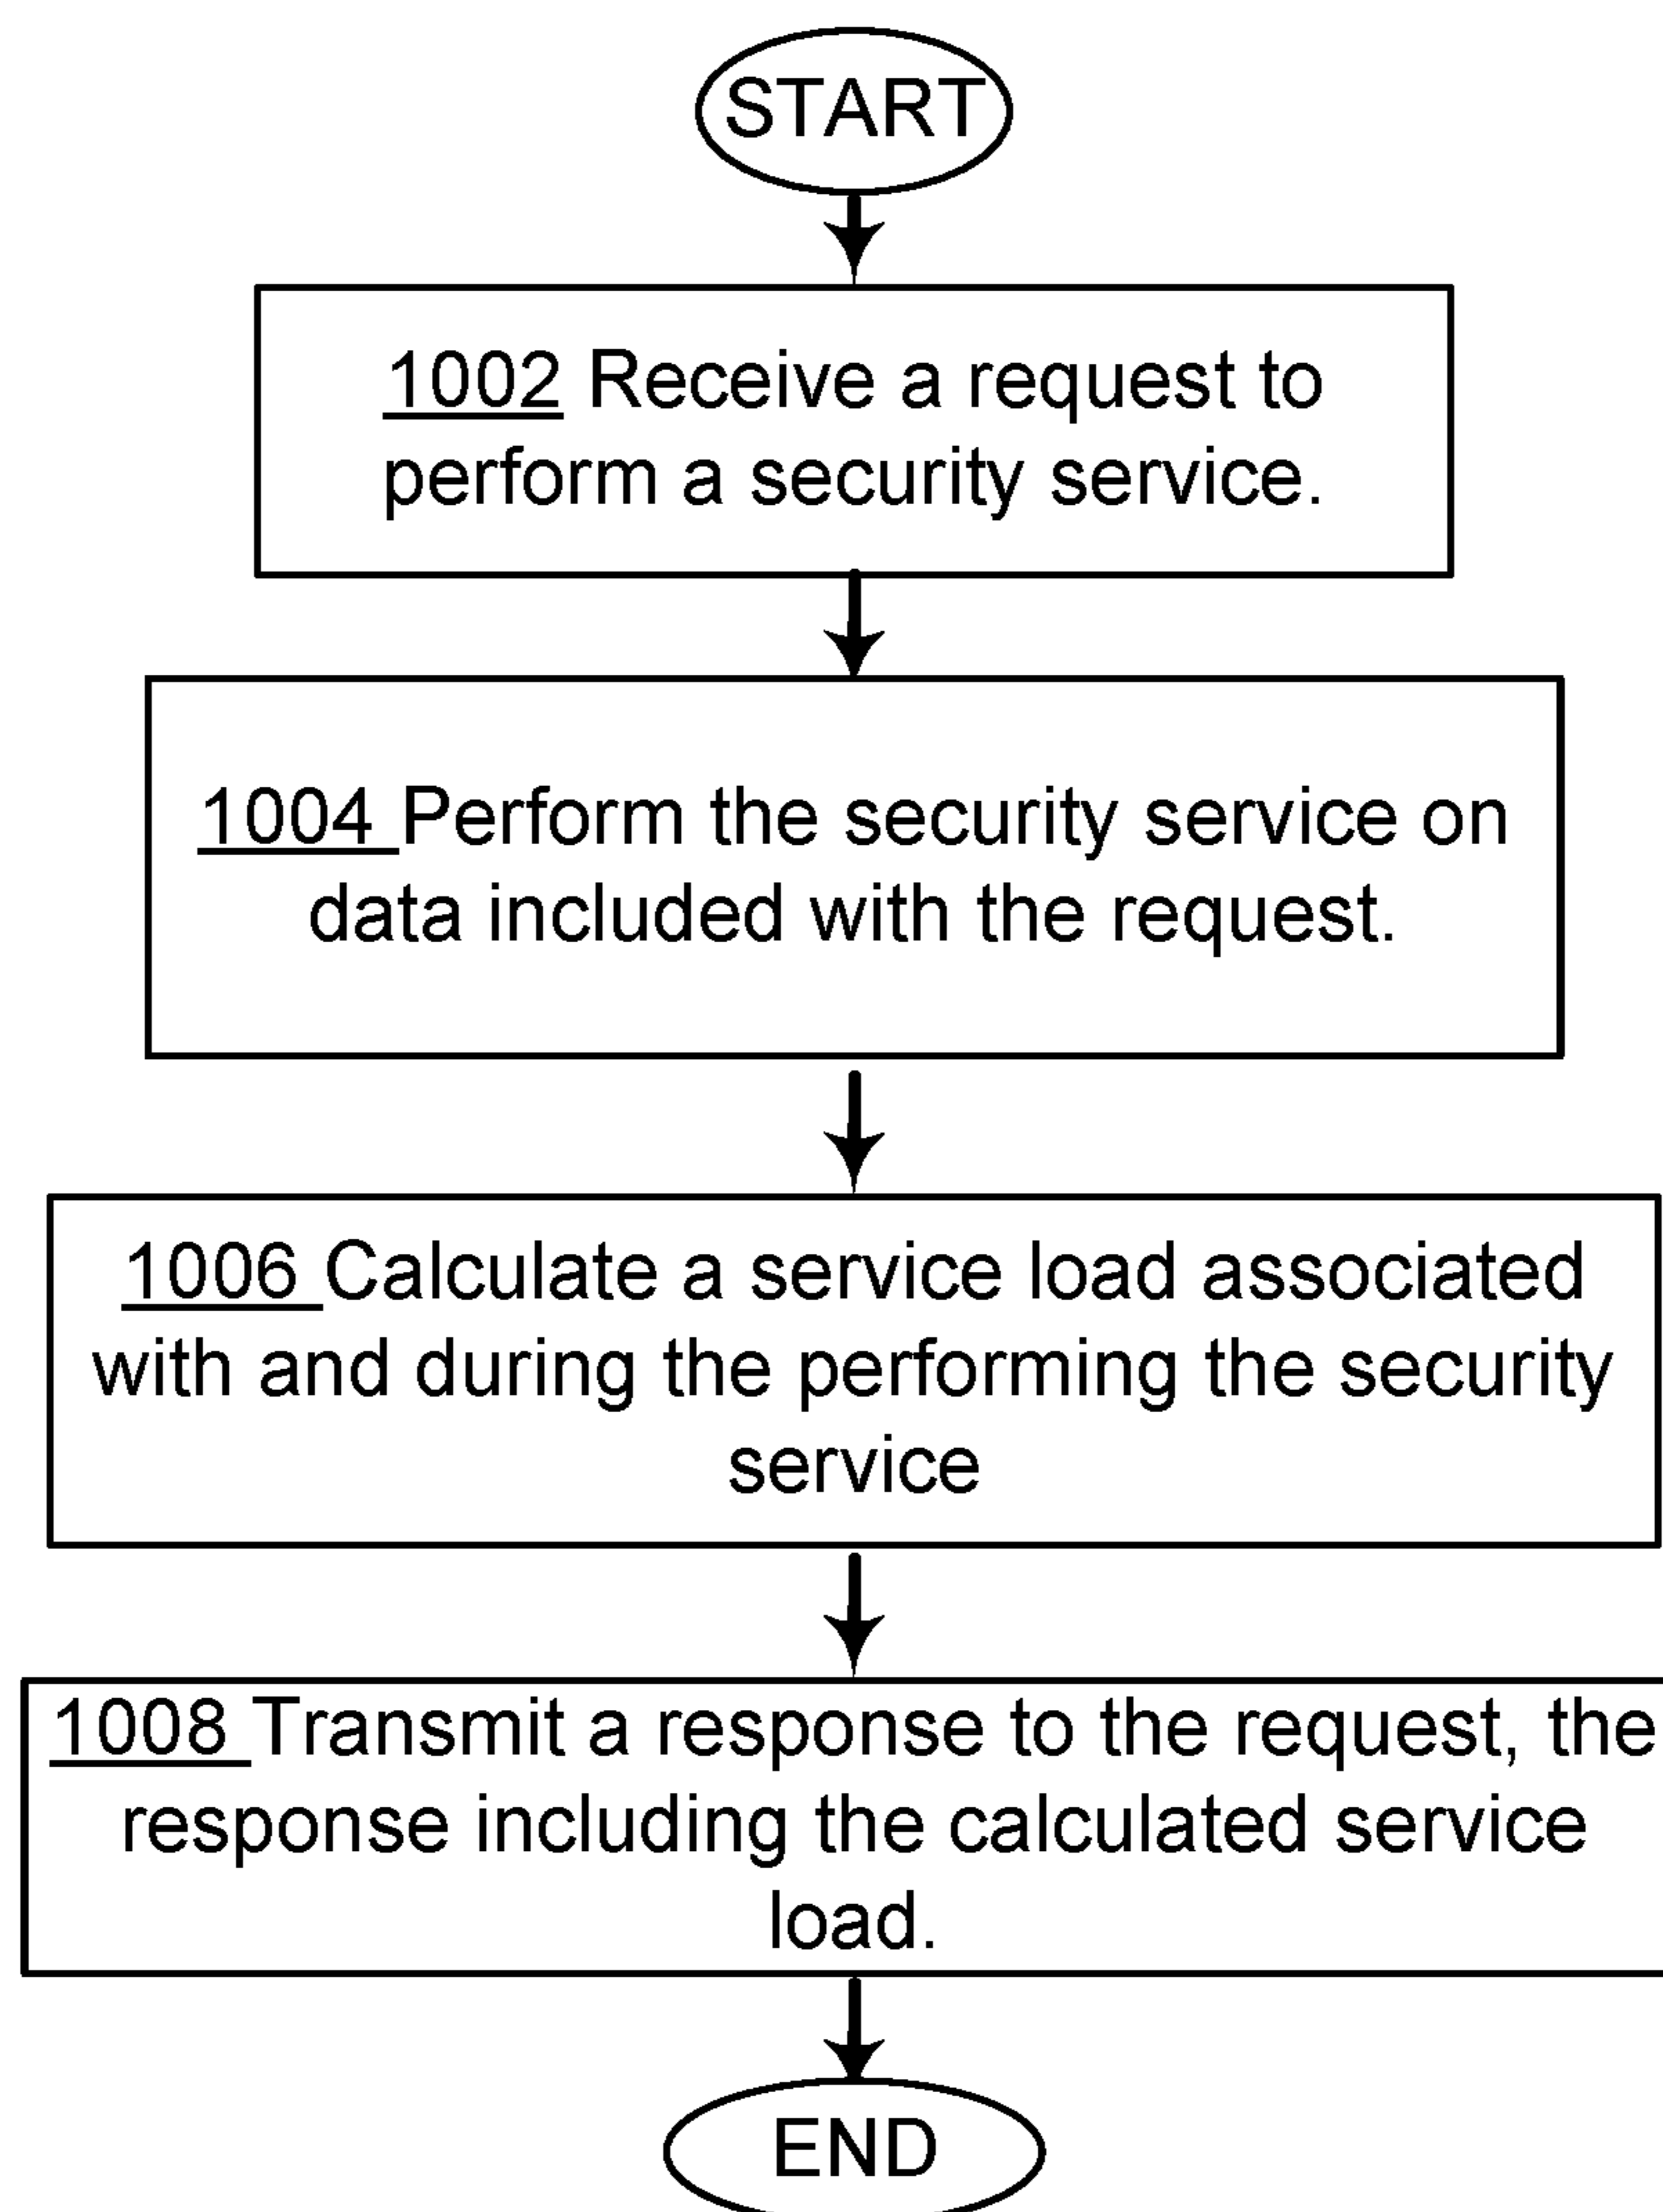 START
1002 Receive a request to
perform a security service.
1004 Perform the security service on
data included with the request.
1006 Calculate a service load associated
with and during the performing the security
service
1008 Transmit a response to the request, the
response including the calculated service
load.
END